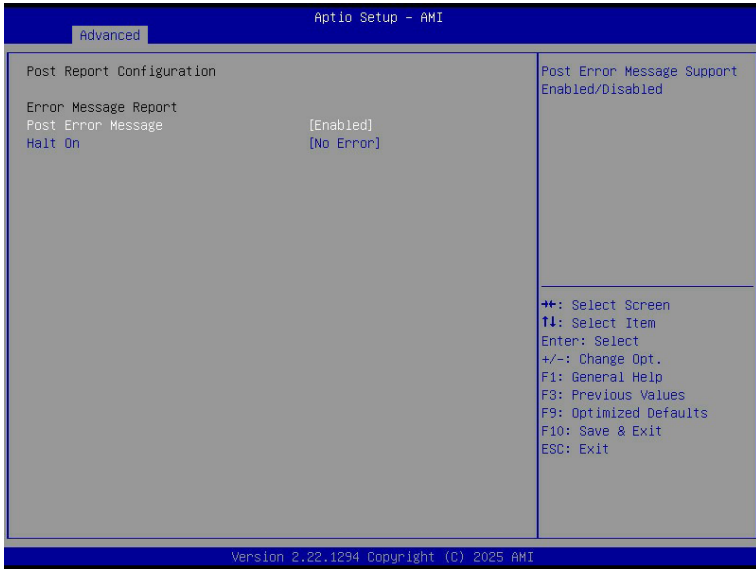 Aptio Setup – AMI
Advanced
Post Report Configuration
Error Message Report
Post Error Message [Enabled]
Halt On [No Error]
Post Error Message Support
Enabled/Disabled
→←: Select Screen
↑↓: Select Item
Enter: Select
+/-: Change Opt.
F1: General Help
F3: Previous Values
F9: Optimized Defaults
F10: Save & Exit
ESC: Exit
Version 2.22.1294 Copyright (C) 2025 AMI